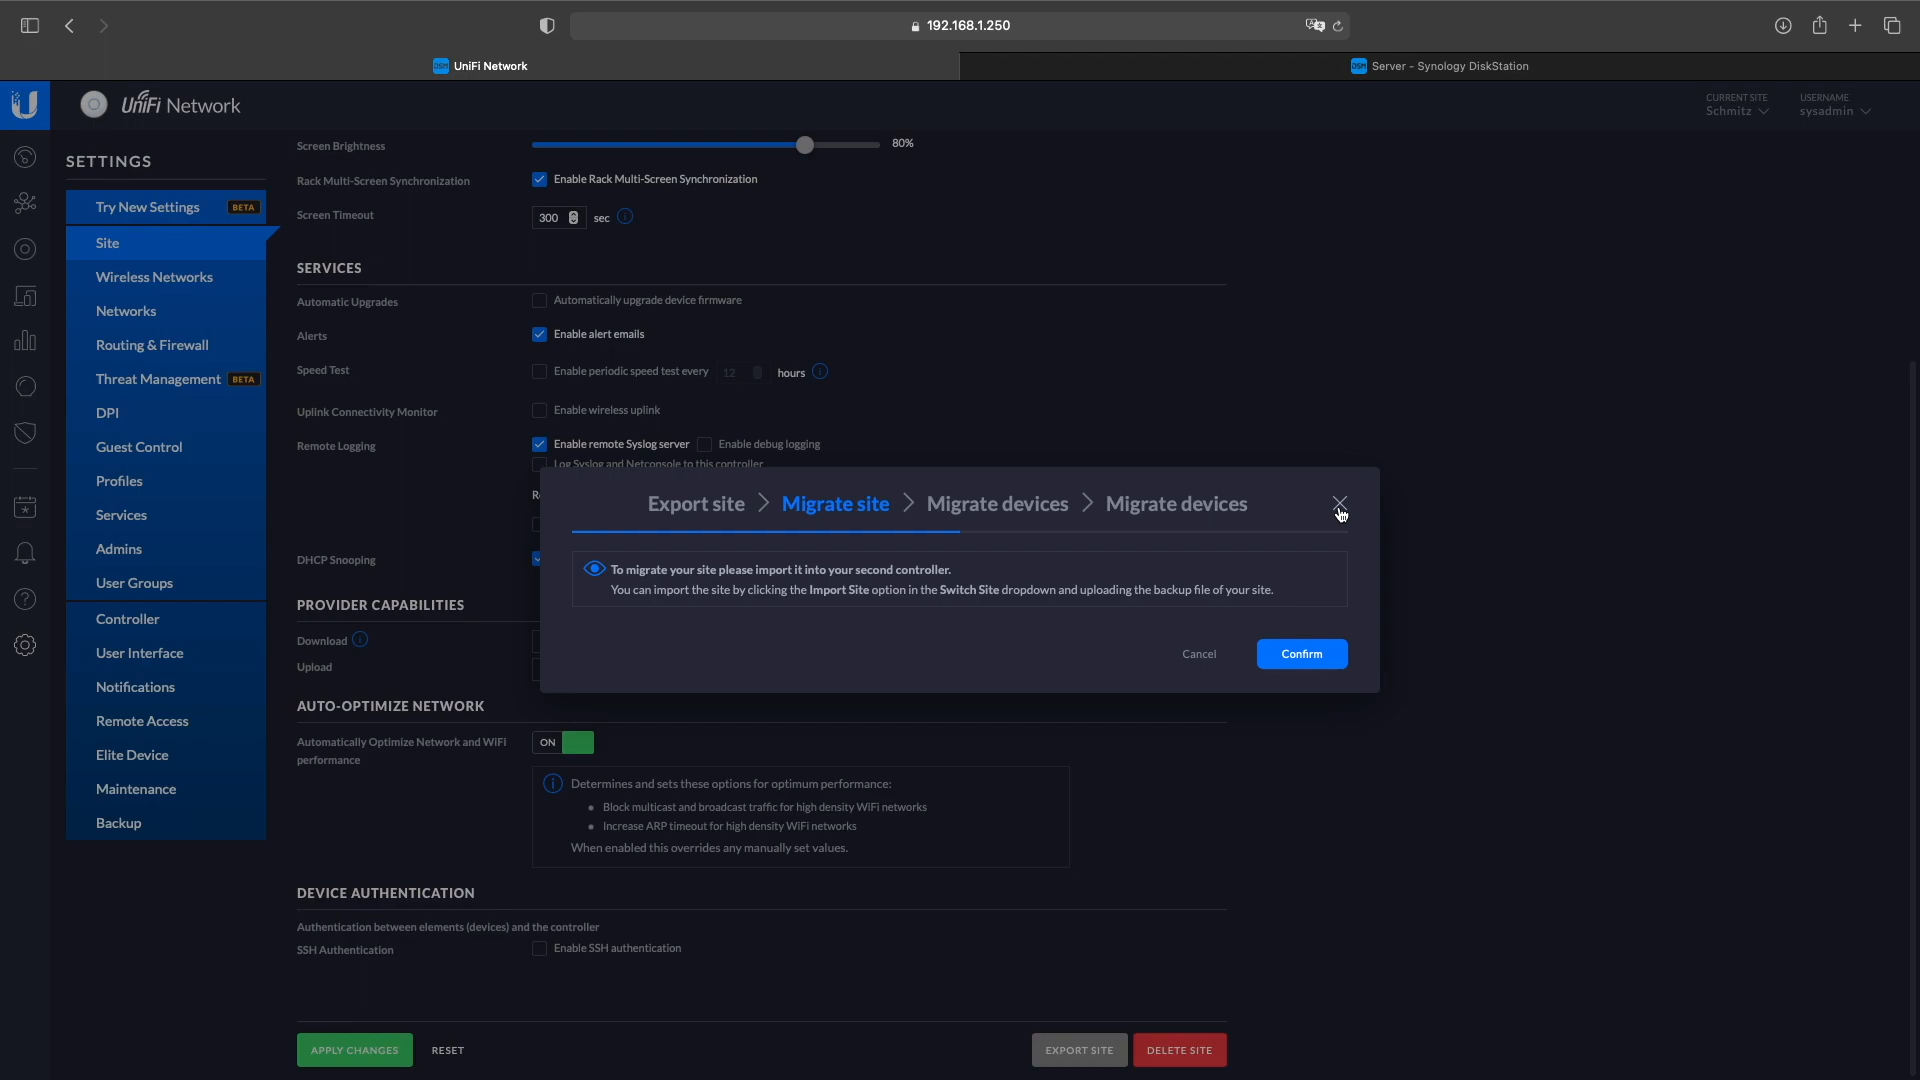 192.168.1.250
UniFi Network
Server - Synology DiskStation
UniFi Network
CURRENT SITE
Schmitz
USERNAME
sysadmin
SETTINGS
Try New Settings BETA
Site
Wireless Networks
Networks
Routing & Firewall
Threat Management BETA
DPI
Guest Control
Profiles
Services
Admins
User Groups
Controller
User Interface
Notifications
Remote Access
Elite Device
Maintenance
Backup
Screen Brightness 80%
Rack Multi-Screen Synchronization Enable Rack Multi-Screen Synchronization
Screen Timeout 300 sec
SERVICES
Automatic Upgrades Automatically upgrade device firmware
Alerts Enable alert emails
Speed Test Enable periodic speed test every 12 hours
Uplink Connectivity Monitor Enable wireless uplink
Remote Logging Enable remote Syslog server Enable debug logging
Log Syslog and Netconsole to this controller
Export site > Migrate site > Migrate devices > Migrate devices
To migrate your site please import it into your second controller.
You can import the site by clicking the Import Site option in the Switch Site dropdown and uploading the backup file of your site.
Cancel Confirm
DHCP Snooping
PROVIDER CAPABILITIES
Download
Upload
AUTO-OPTIMIZE NETWORK
Automatically Optimize Network and WiFi
performance
ON
Determines and sets these options for optimum performance:
• Block multicast and broadcast traffic for high density WiFi networks
• Increase ARP timeout for high density WiFi networks
When enabled this overrides any manually set values.
DEVICE AUTHENTICATION
Authentication between elements (devices) and the controller
SSH Authentication Enable SSH authentication
APPLY CHANGES RESET EXPORT SITE DELETE SITE